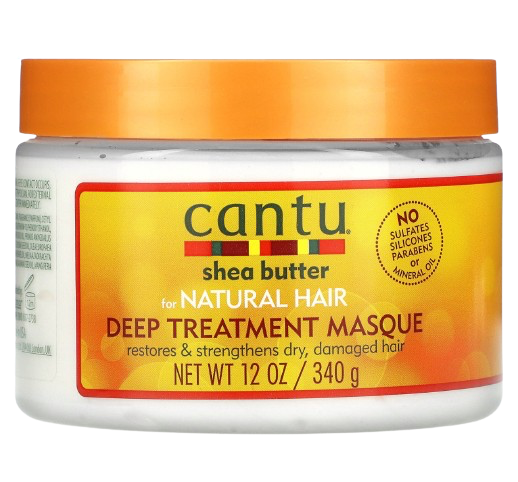 cantu®
shea butter
for NATURAL HAIR
DEEP TREATMENT MASQUE
restores & strengthens dry, damaged hair
NET WT 12 OZ / 340 g
NO
SULFATES
SILICONES
PARABENS
or
MINERAL OIL